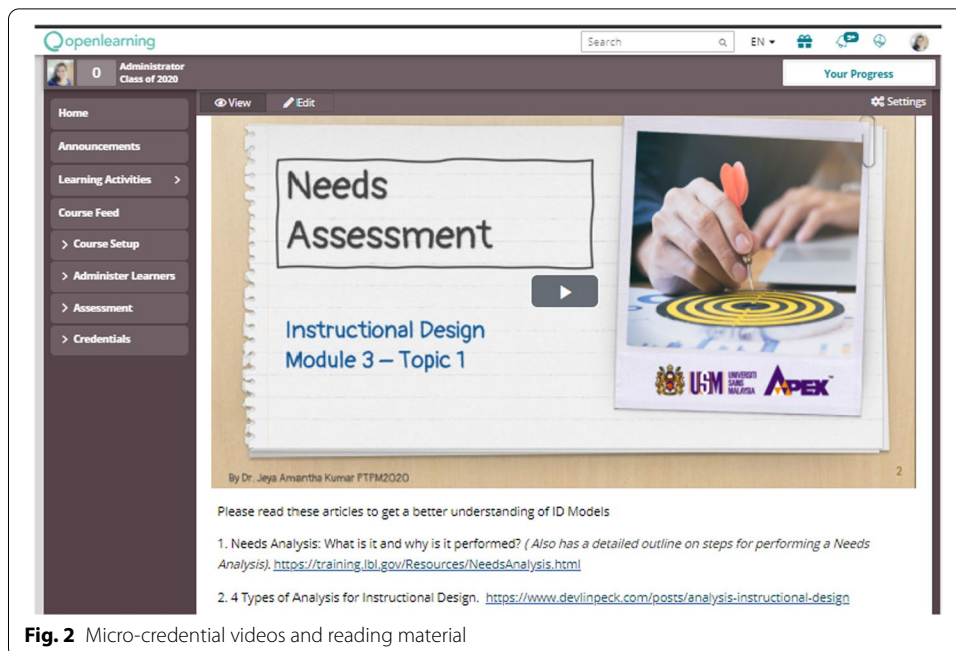 openlearning
Search
EN
9+
0
Administrator
Class of 2020
Your Progress
View
Edit
Settings
Home
Announcements
Learning Activities >
Course Feed
> Course Setup
> Administer Learners
> Assessment
> Credentials
Needs
Assessment
Instructional Design
Module 3 – Topic 1
USM UNIVERSITI
SAINS
MALAYSIA
APEX™
By Dr. Jeya Amantha Kumar PTPM2020
2
Please read these articles to get a better understanding of ID Models
1. Needs Analysis: What is it and why is it performed? ( Also has a detailed outline on steps for performing a Needs
Analysis). https://training.lbl.gov/Resources/NeedsAnalysis.html
2. 4 Types of Analysis for Instructional Design. https://www.devlinpeck.com/posts/analysis-instructional-design
Fig. 2 Micro-credential videos and reading material